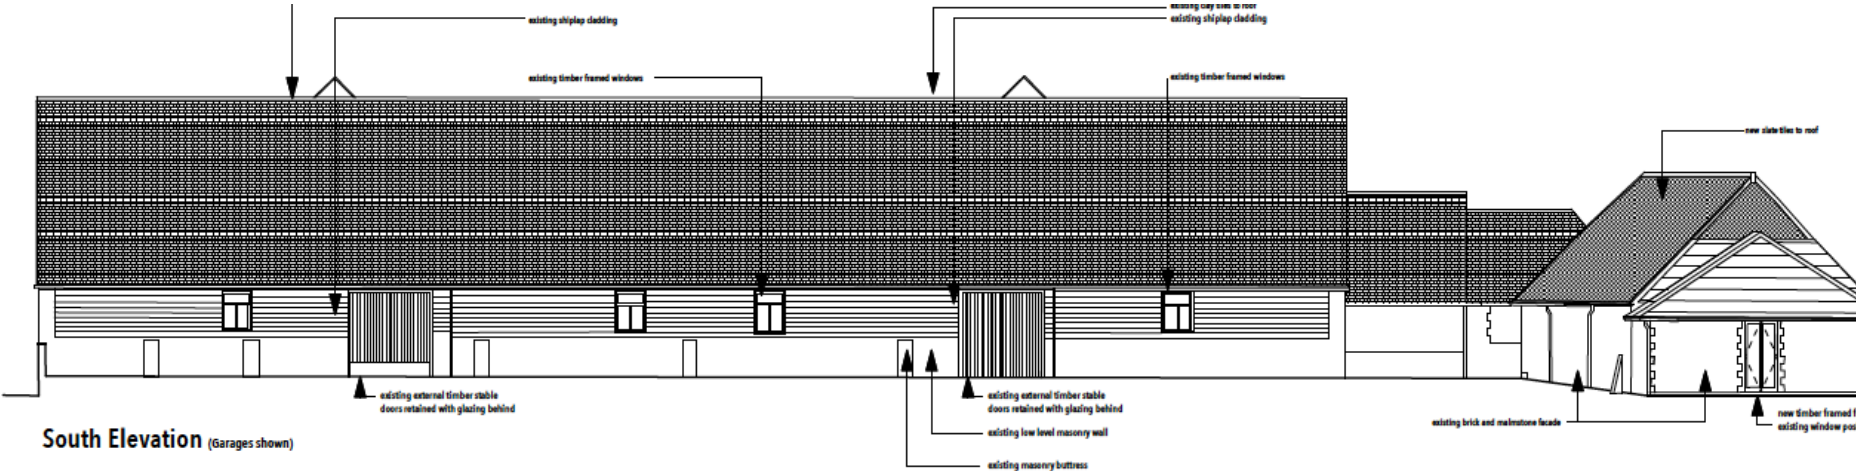 existing clay tiles to roof
existing shiplap cladding
existing shiplap cladding
existing timber framed windows
existing timber framed windows
new slate tiles to roof
existing external timber stable
doors retained with glazing behind
existing external timber stable
doors retained with glazing behind
existing low level masonry wall
existing masonry buttress
existing brick and malmstone facade
new timber framed f
existing window pos
South Elevation (Garages shown)